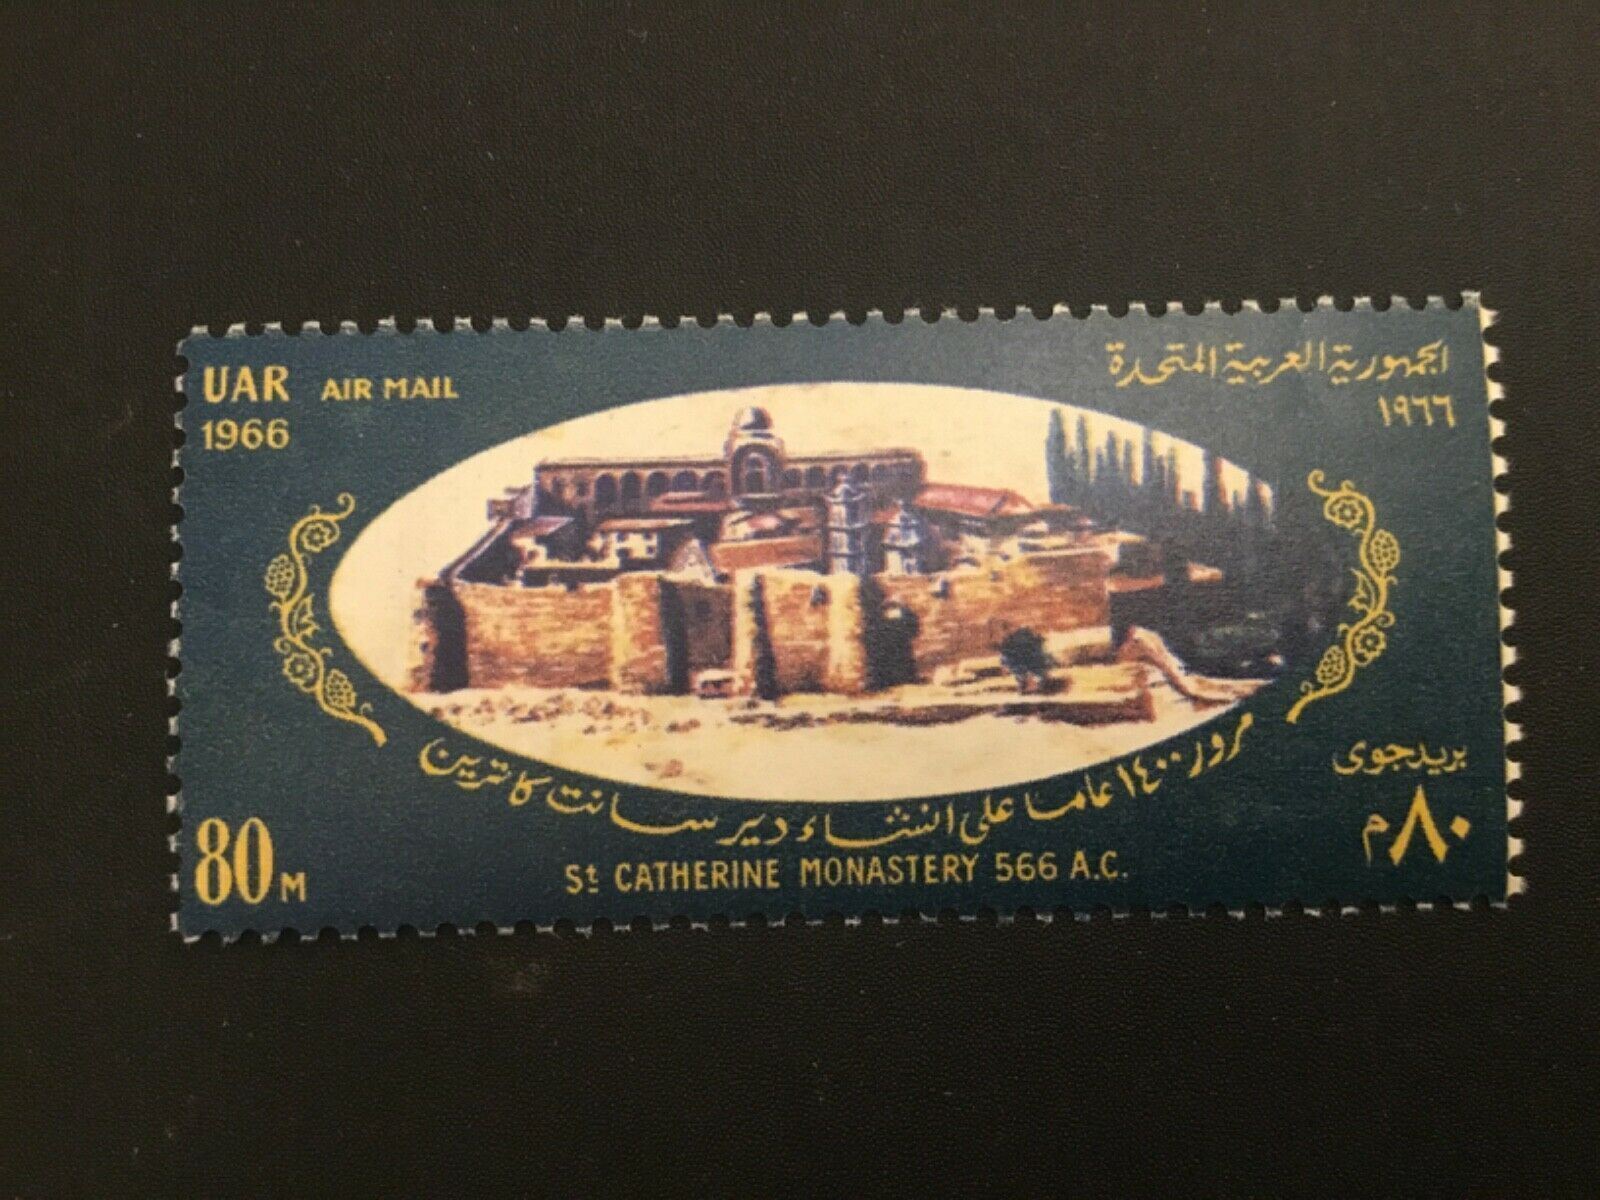 UAR AIR MAIL
1966
الجمهورية العربية المتحدة
١٩٦٦
مرور ١٤٠٠ عاما على انشاء دير سانت كاترين
St CATHERINE MONASTERY 566 A.C.
80 M
بريد جوى
٨٠ م